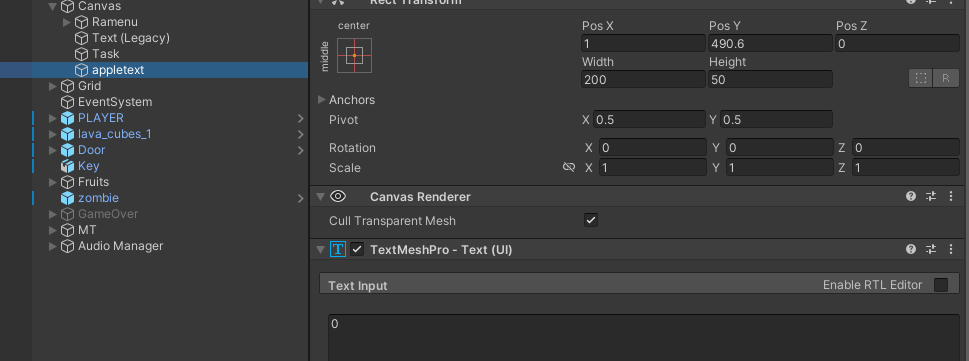 Canvas
Ramenu
Text (Legacy)
Task
appletext
Grid
EventSystem
PLAYER
lava_cubes_1
Door
Key
Fruits
zombie
GameOver
MT
Audio Manager
Rect Transform
center
middle
Pos X Pos Y Pos Z
1 490.6 0
Width Height
200 50
R
Anchors
Pivot X 0.5 Y 0.5
Rotation X 0 Y 0 Z 0
Scale X 1 Y 1 Z 1
Canvas Renderer
Cull Transparent Mesh
T TextMeshPro - Text (UI)
Text Input Enable RTL Editor
0